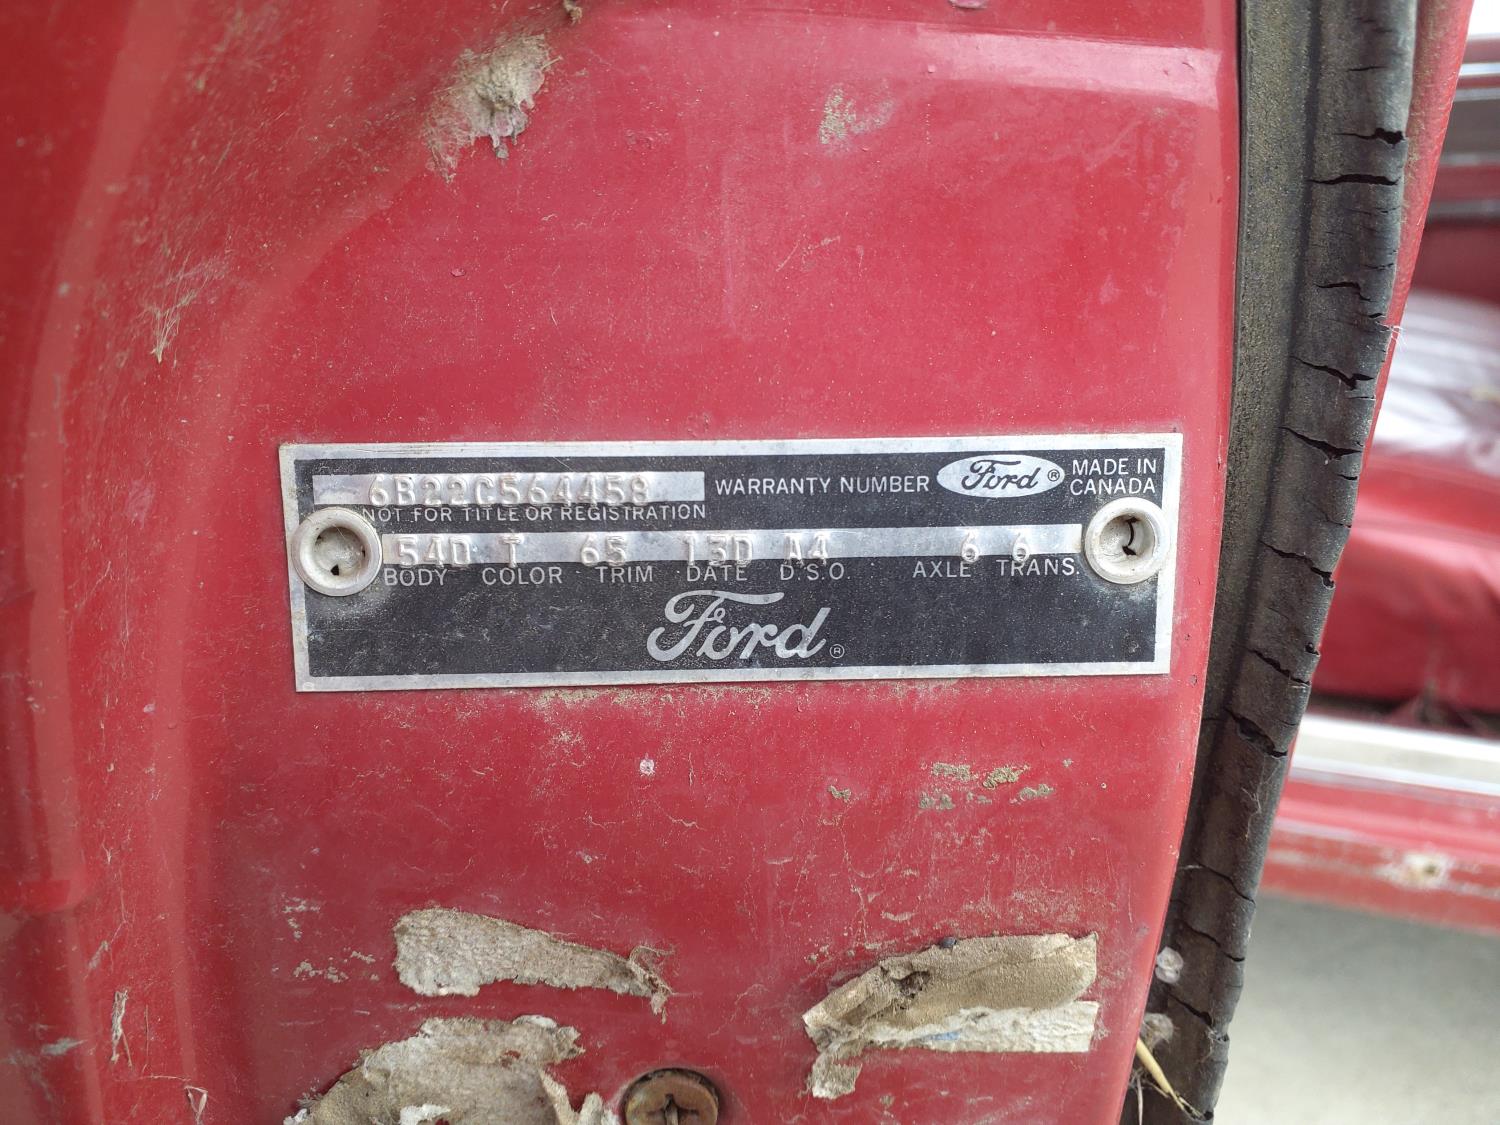 6B22C564458 WARRANTY NUMBER Ford® MADE IN CANADA
NOT FOR TITLE OR REGISTRATION
54D T 65 13D A4 6 6
BODY COLOR TRIM DATE D.S.O. AXLE TRANS.
Ford®